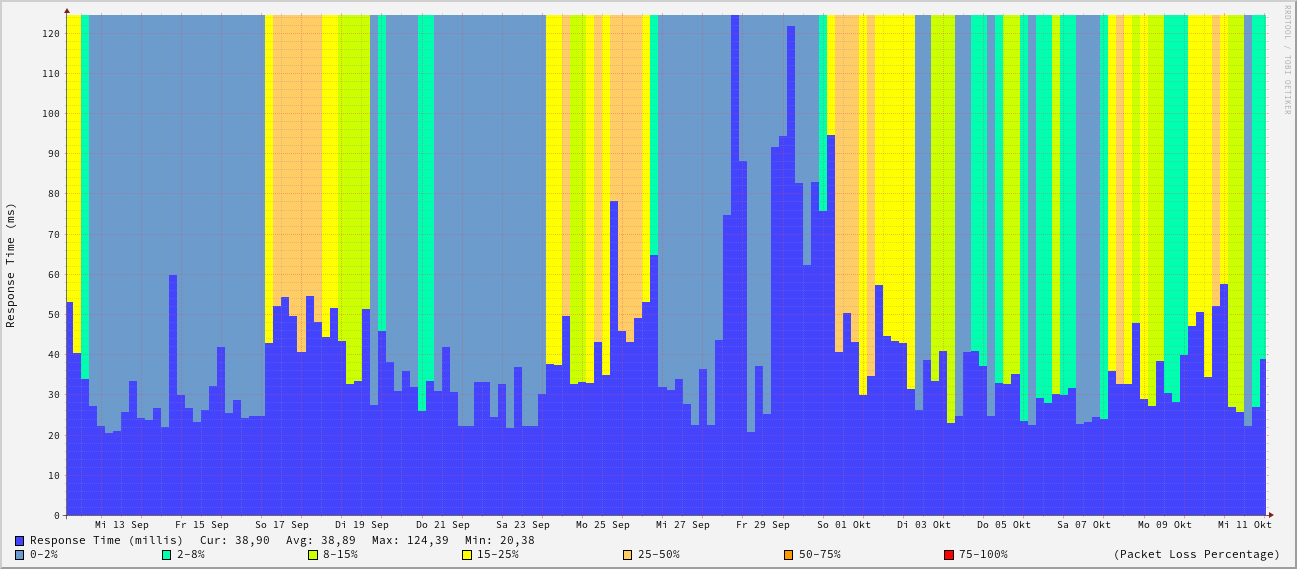 RRDTOOL / TOBI OETIKER
Response Time (ms)
120
110
100
90
80
70
60
50
40
30
20
10
0
Mi 13 Sep Fr 15 Sep So 17 Sep Di 19 Sep Do 21 Sep Sa 23 Sep Mo 25 Sep Mi 27 Sep Fr 29 Sep So 01 Okt Di 03 Okt Do 05 Okt Sa 07 Okt Mo 09 Okt Mi 11 Okt
Response Time (millis) Cur: 38,90 Avg: 38,89 Max: 124,39 Min: 20,38
0-2% 2-8% 8-15% 15-25% 25-50% 50-75% 75-100% (Packet Loss Percentage)